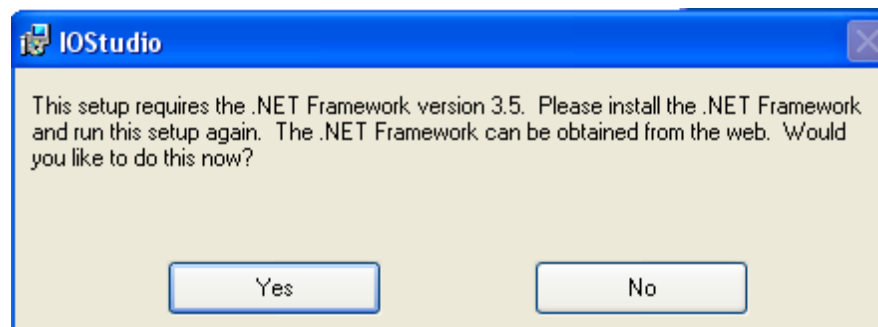 IOStudio
This setup requires the .NET Framework version 3.5.  Please install the .NET Framework
and run this setup again.  The .NET Framework can be obtained from the web.  Would
you like to do this now?
Yes
No